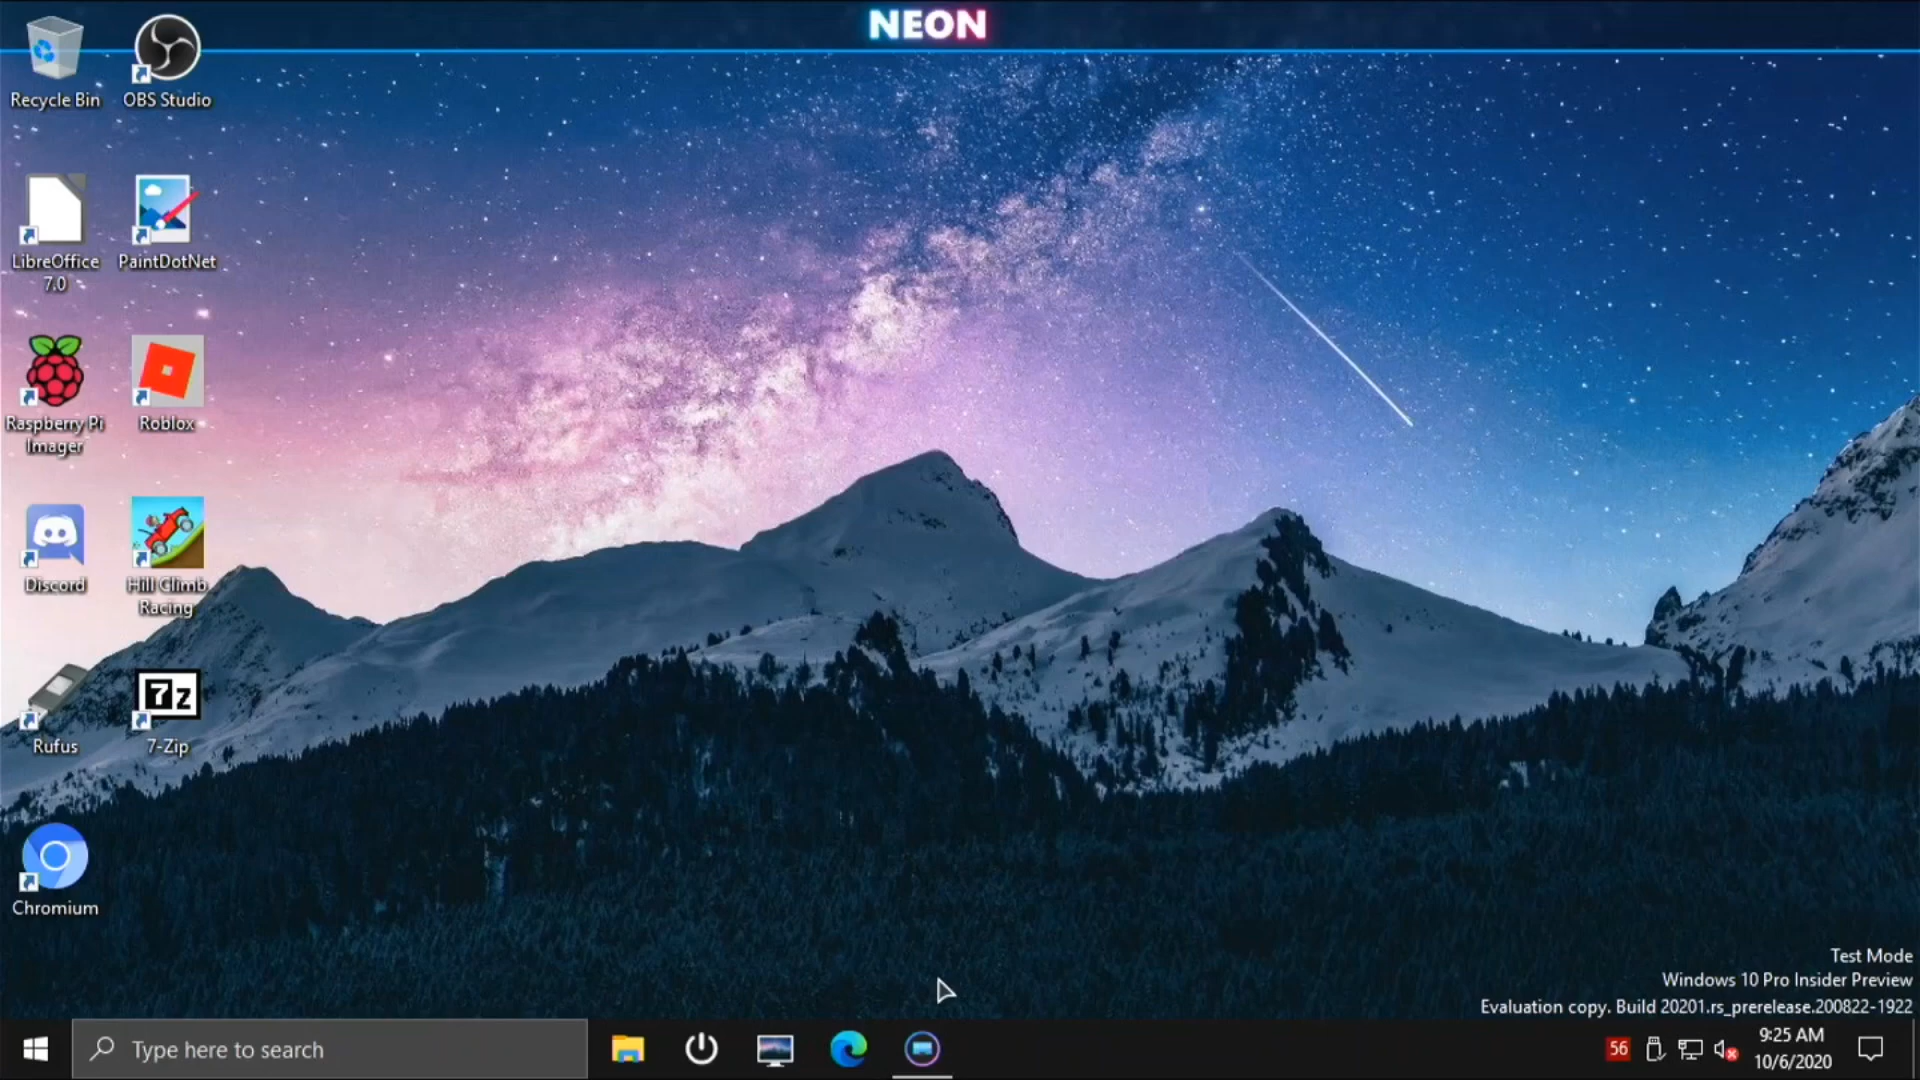 NEON
Recycle Bin
OBS Studio
LibreOffice
7.0
PaintDotNet
Raspberry Pi
Imager
Roblox
Discord
Hill Climb
Racing
Rufus
7z
7-Zip
Chromium
Test Mode
Windows 10 Pro Insider Preview
Evaluation copy. Build 20201.rs_prerelease.200822-1922
Type here to search
56
9:25 AM
10/6/2020